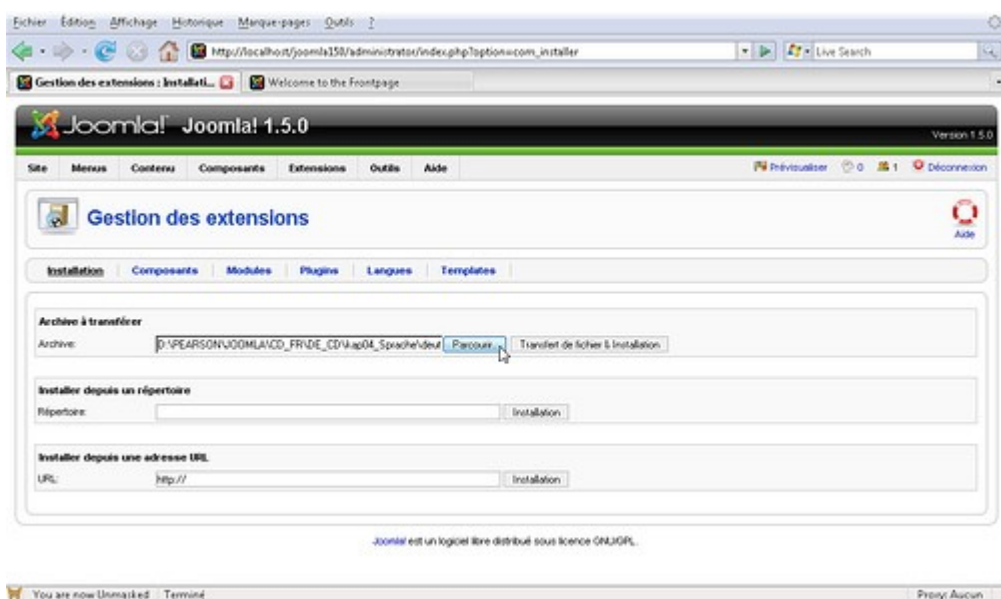 Fichier Édition Affichage Historique Marque-pages Outils ?
http://localhost/joomla150/administrator/index.php?option=com_installer Live Search
Gestion des extensions : Installati... Welcome to the Frontpage
Joomla! Joomla! 1.5.0
Version 1.5.0
Site Menus Contenu Composants Extensions Outils Aide Prévisualiser 0 1 Déconnexion
Gestion des extensions
Aide
Installation Composants Modules Plugins Langues Templates
Archive à transférer
Archive: D:\PEARSON\JOOMLA\CD_FR\DE_CD\kap04_Sprache\deut Parcourir... Transfert de fichier & Installation
Installer depuis un répertoire
Répertoire: Installation
Installer depuis une adresse URL
URL: http:// Installation
Joomla! est un logiciel libre distribué sous licence GNU/GPL.
You are now Unmasked Terminé Proxy: Aucun